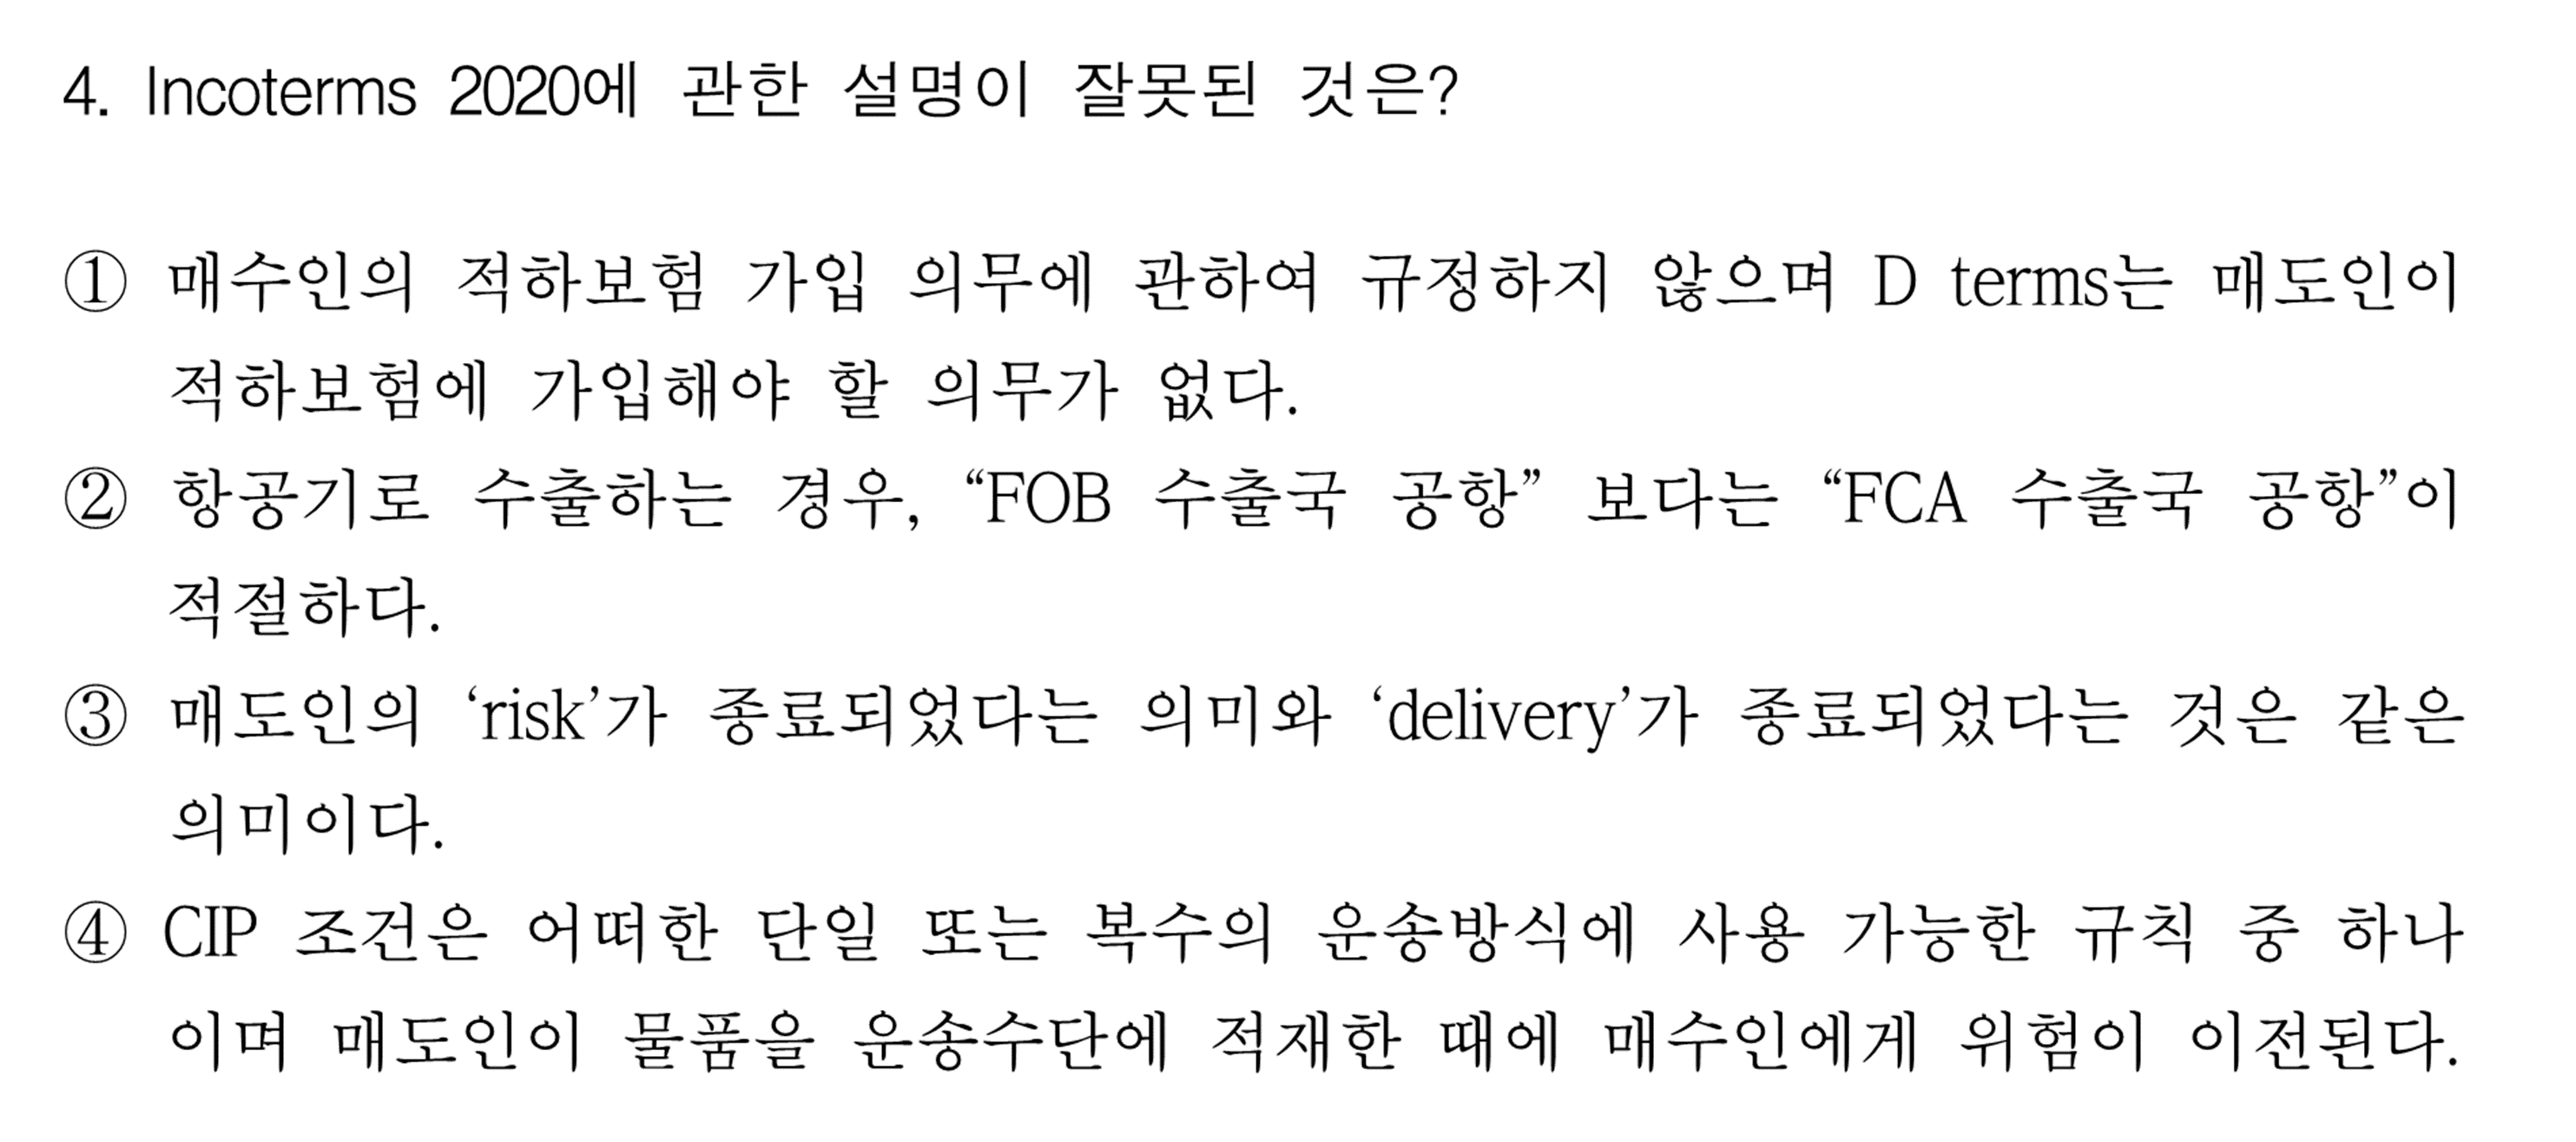 4. Incoterms 2020에 관한 설명이 잘못된 것은?
① 매수인의 적하보험 가입 의무에 관하여 규정하지 않으며 D terms는 매도인이
적하보험에 가입해야 할 의무가 없다.
② 항공기로 수출하는 경우, “FOB 수출국 공항” 보다는 “FCA 수출국 공항”이
적절하다.
③ 매도인의 ‘risk’가 종료되었다는 의미와 ‘delivery’가 종료되었다는 것은 같은
의미이다.
④ CIP 조건은 어떠한 단일 또는 복수의 운송방식에 사용 가능한 규칙 중 하나
이며 매도인이 물품을 운송수단에 적재한 때에 매수인에게 위험이 이전된다.